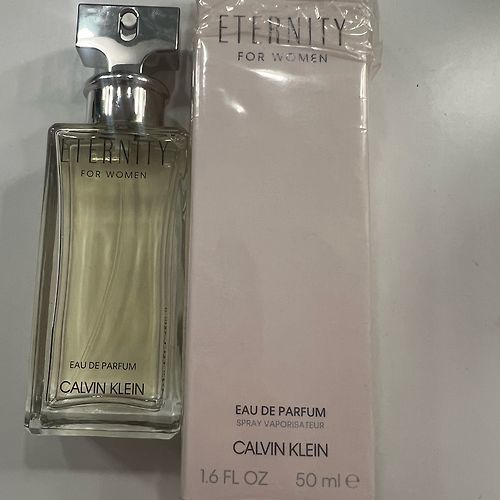 ETERNITY
FOR WOMEN
EAU DE PARFUM
CALVIN KLEIN
ETERNITY
FOR WOMEN
EAU DE PARFUM
SPRAY VAPORISATEUR
CALVIN KLEIN
1.6 FL OZ 50 ml e